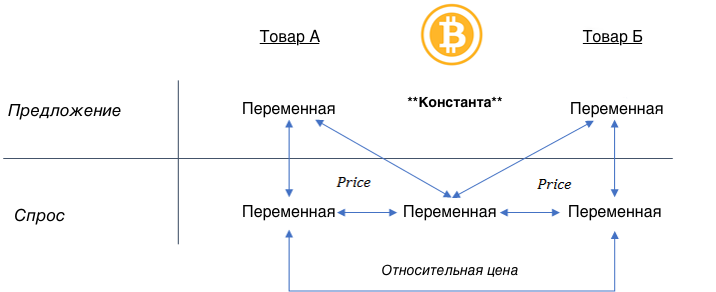 Товар А
Товар Б
Предложение
Переменная
**Константа**
Переменная
Price
Price
Спрос
Переменная
Переменная
Переменная
Относительная цена